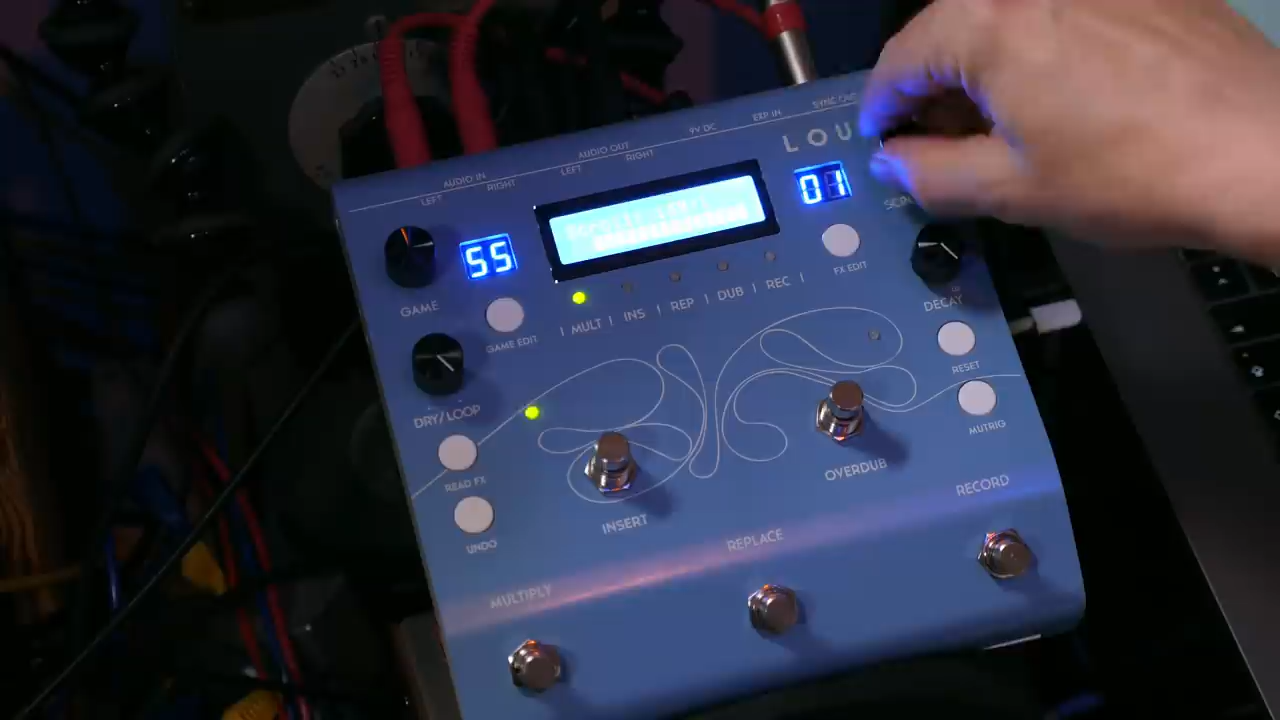 SYNC OUT
EXP IN
9V DC
AUDIO OUT
LEFT
RIGHT
AUDIO IN
LEFT
RIGHT
LOU
01
55
GAME
GAME EDIT
FX EDIT
| MULT | INS | REP | DUB | REC |
DECAY
DRY/LOOP
RESET
READ FX
MUTRIG
UNDO
INSERT
OVERDUB
MULTIPLY
REPLACE
RECORD